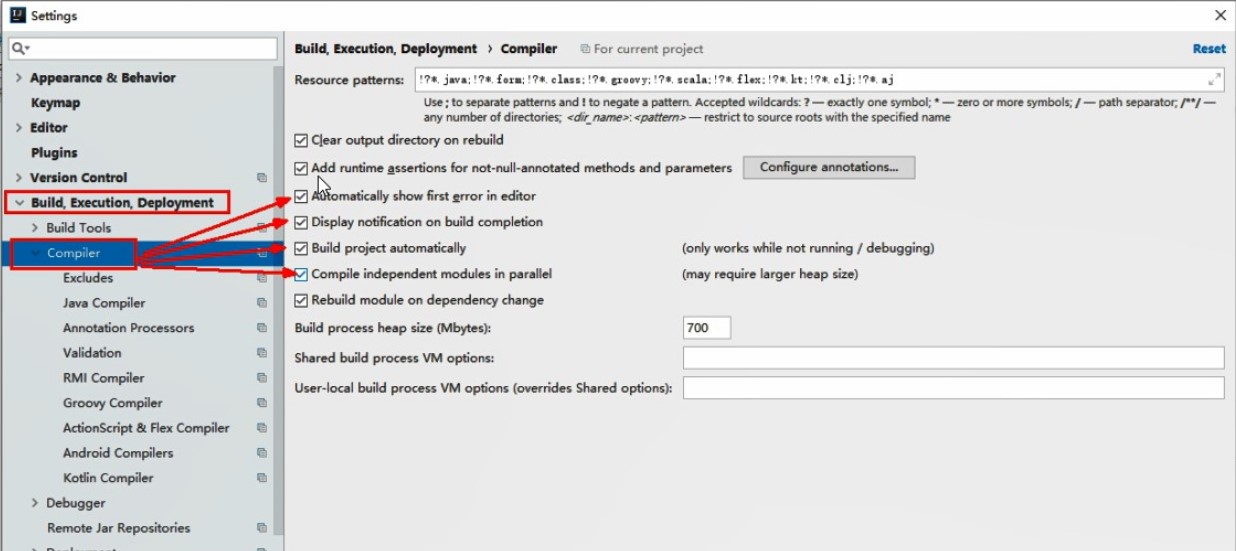 Settings
Build, Execution, Deployment › Compiler For current project Reset
Appearance & Behavior
Keymap
Editor
Plugins
Version Control
Build, Execution, Deployment
Build Tools
Compiler
Excludes
Java Compiler
Annotation Processors
Validation
RMI Compiler
Groovy Compiler
ActionScript & Flex Compiler
Android Compilers
Kotlin Compiler
Debugger
Remote Jar Repositories
Deployment
Resource patterns: !?*.java;!?*.form;!?*.class;!?*.groovy;!?*.scala;!?*.flex;!?*.kt;!?*.clj;!?*.aj
Use ; to separate patterns and ! to negate a pattern. Accepted wildcards: ? — exactly one symbol; * — zero or more symbols; / — path separator; /**/ —
any number of directories; <dir_name>:<pattern> — restrict to source roots with the specified name
Clear output directory on rebuild
Add runtime assertions for not-null-annotated methods and parameters Configure annotations...
Automatically show first error in editor
Display notification on build completion
Build project automatically (only works while not running / debugging)
Compile independent modules in parallel (may require larger heap size)
Rebuild module on dependency change
Build process heap size (Mbytes): 700
Shared build process VM options:
User-local build process VM options (overrides Shared options):